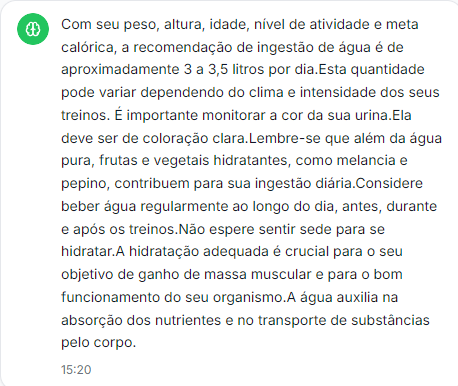 Com seu peso, altura, idade, nível de atividade e meta
calórica, a recomendação de ingestão de água é de
aproximadamente 3 a 3,5 litros por dia.Esta quantidade
pode variar dependendo do clima e intensidade dos seus
treinos. É importante monitorar a cor da sua urina.Ela
deve ser de coloração clara.Lembre-se que além da água
pura, frutas e vegetais hidratantes, como melancia e
pepino, contribuem para sua ingestão diária.Considere
beber água regularmente ao longo do dia, antes, durante
e após os treinos.Não espere sentir sede para se
hidratar.A hidratação adequada é crucial para o seu
objetivo de ganho de massa muscular e para o bom
funcionamento do seu organismo.A água auxilia na
absorção dos nutrientes e no transporte de substâncias
pelo corpo.
15:20